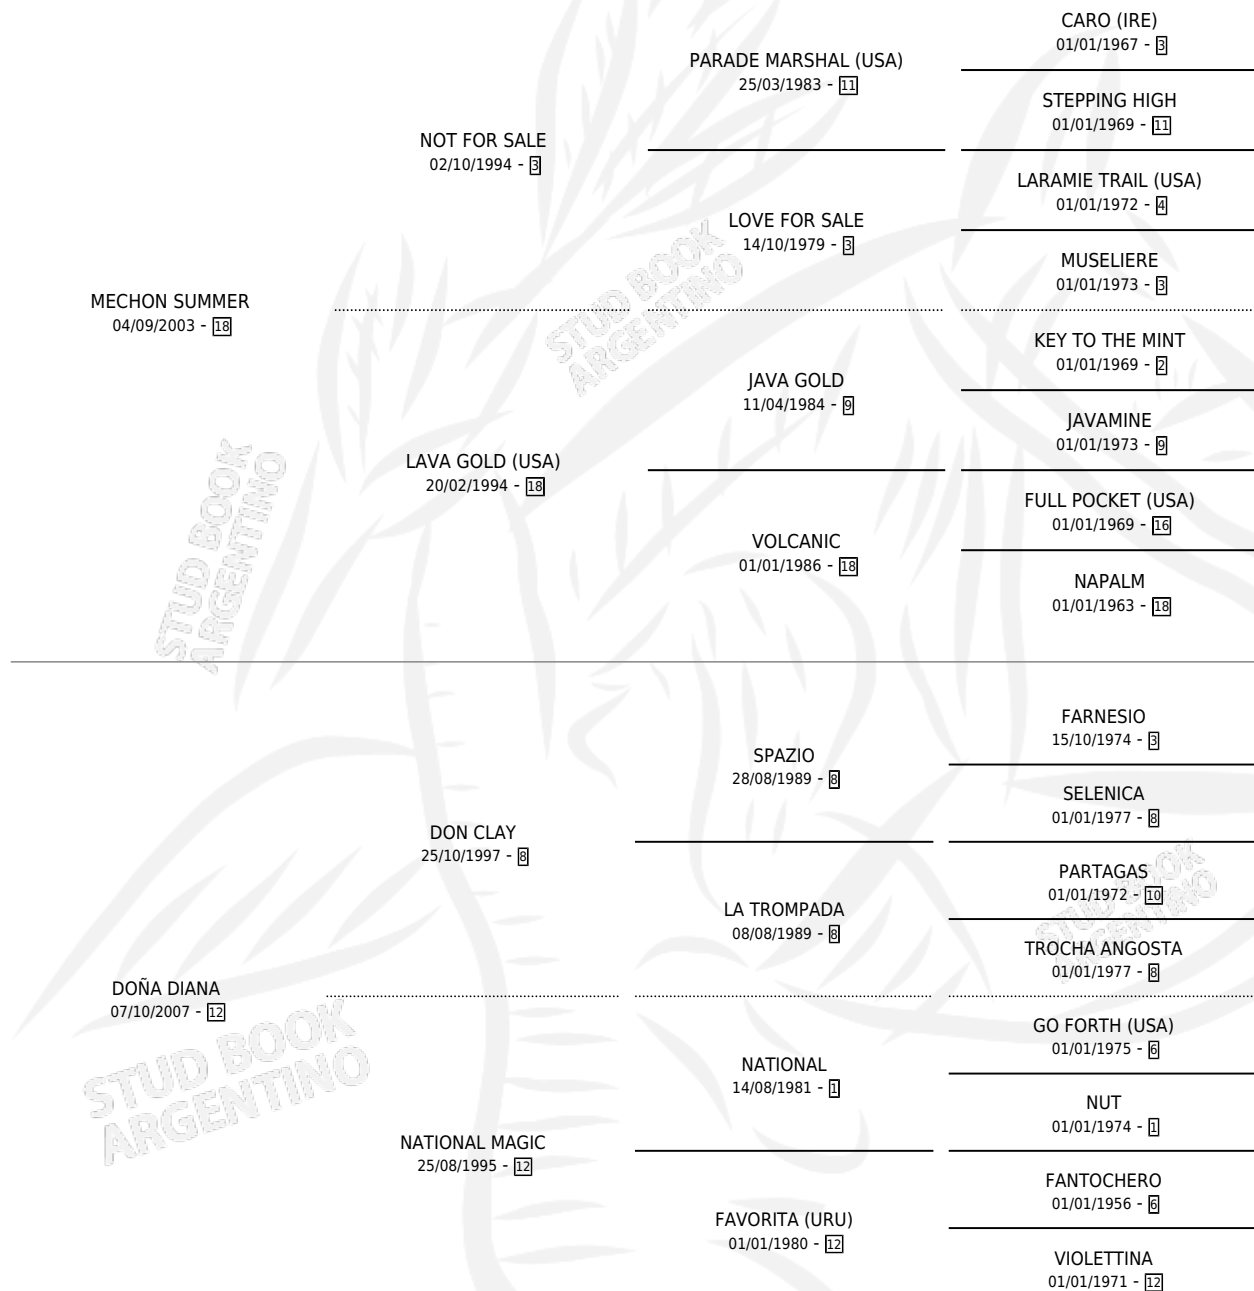 CARO (IRE)
01/01/1967 - 3
PARADE MARSHAL (USA)
25/03/1983 - 11
STEPPING HIGH
01/01/1969 - 11
NOT FOR SALE
02/10/1994 - 3
LARAMIE TRAIL (USA)
01/01/1972 - 4
LOVE FOR SALE
14/10/1979 - 3
MUSELIERE
01/01/1973 - 3
MECHON SUMMER
04/09/2003 - 18
KEY TO THE MINT
01/01/1969 - 2
JAVA GOLD
11/04/1984 - 9
JAVAMINE
01/01/1973 - 9
LAVA GOLD (USA)
20/02/1994 - 18
FULL POCKET (USA)
01/01/1969 - 16
VOLCANIC
01/01/1986 - 18
NAPALM
01/01/1963 - 18
FARNESIO
15/10/1974 - 3
SPAZIO
28/08/1989 - 8
SELENICA
01/01/1977 - 8
DON CLAY
25/10/1997 - 8
PARTAGAS
01/01/1972 - 10
LA TROMPADA
08/08/1989 - 8
TROCHA ANGOSTA
01/01/1977 - 8
DOÑA DIANA
07/10/2007 - 12
GO FORTH (USA)
01/01/1975 - 6
NATIONAL
14/08/1981 - 1
NUT
01/01/1974 - 1
NATIONAL MAGIC
25/08/1995 - 12
FANTOCHERO
01/01/1956 - 6
FAVORITA (URU)
01/01/1980 - 12
VIOLETTINA
01/01/1971 - 12
STUD BOOK
ARGENTINO
STUD BOOK
ARGENTINO
STUD BOOK
ARGENTINO
STUD BOOK
ARGENTINO